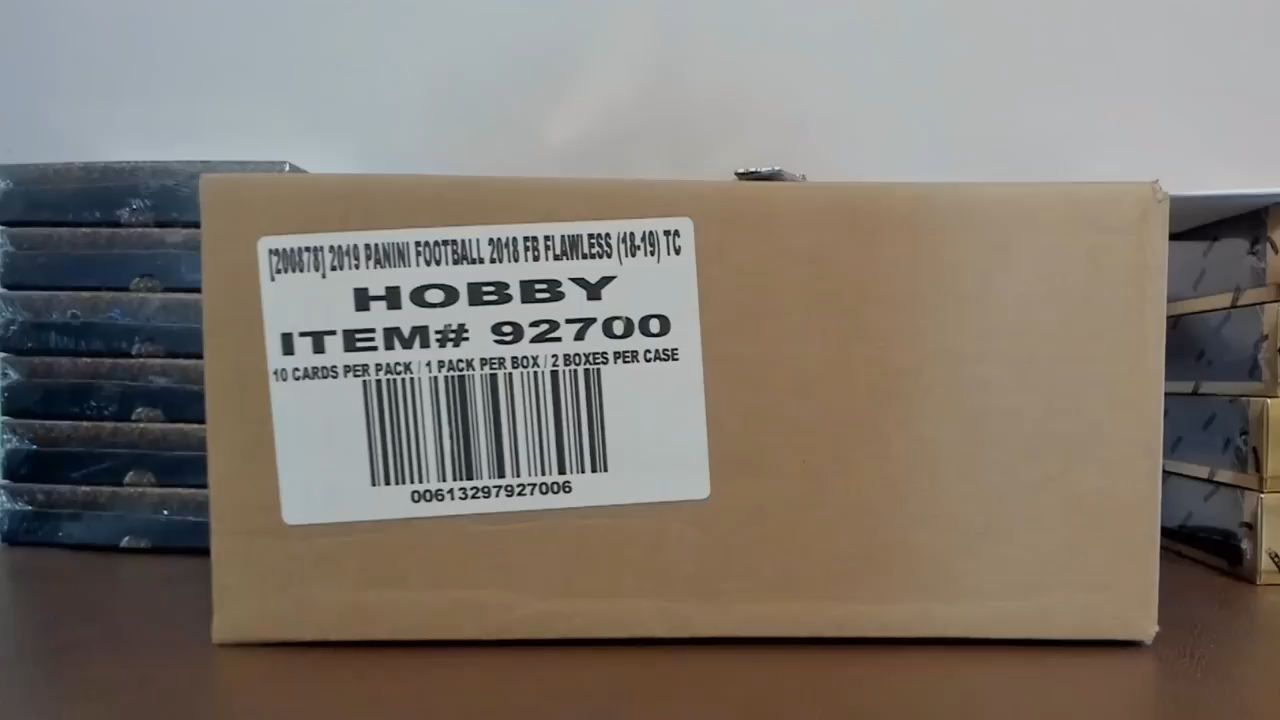 [200878] 2019 PANINI FOOTBALL 2018 FB FLAWLESS (18-19) TC
HOBBY
ITEM# 92700
10 CARDS PER PACK / 1 PACK PER BOX / 2 BOXES PER CASE
00613297927006